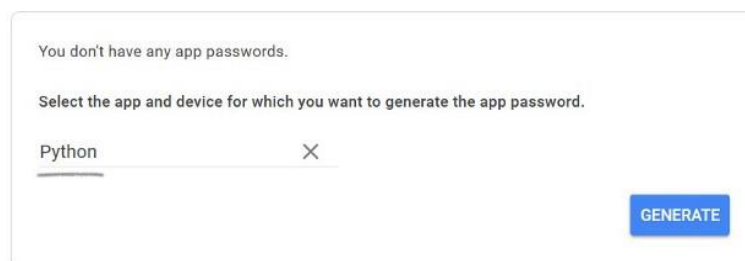 You don't have any app passwords.
Select the app and device for which you want to generate the app password.
Python
GENERATE